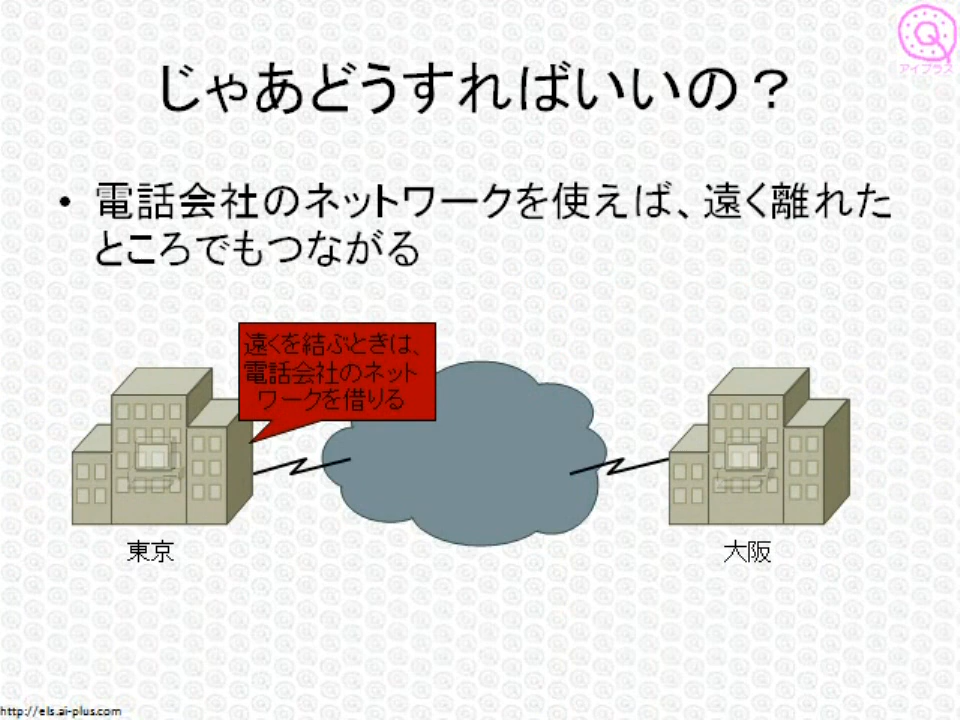 じゃあどうすればいいの？
• 電話会社のネットワークを使えば、遠く離れた
ところでもつながる
遠くを結ぶときは、
電話会社のネット
ワークを借りる
東京
大阪
Q
アイプラス
http://els.ai-plus.com